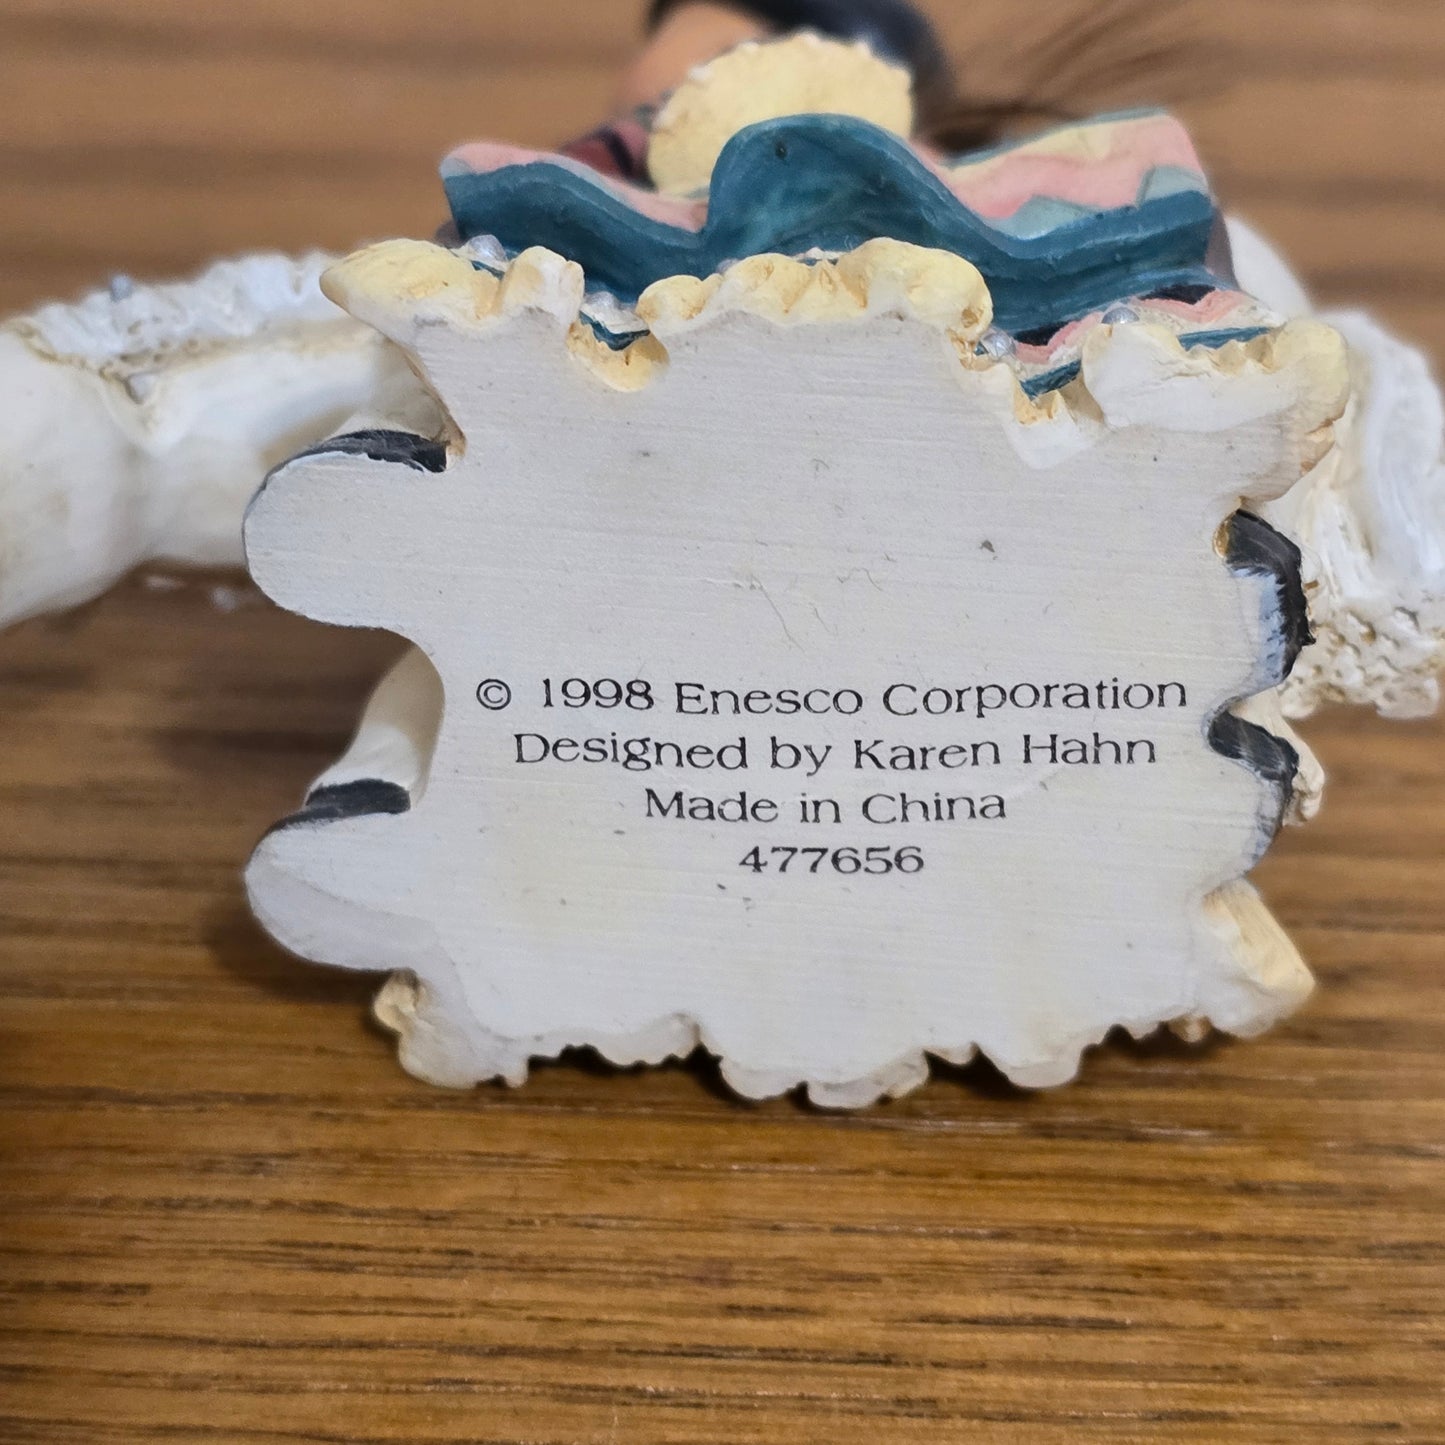 © 1998 Enesco Corporation
Designed by Karen Hahn
Made in China
477656